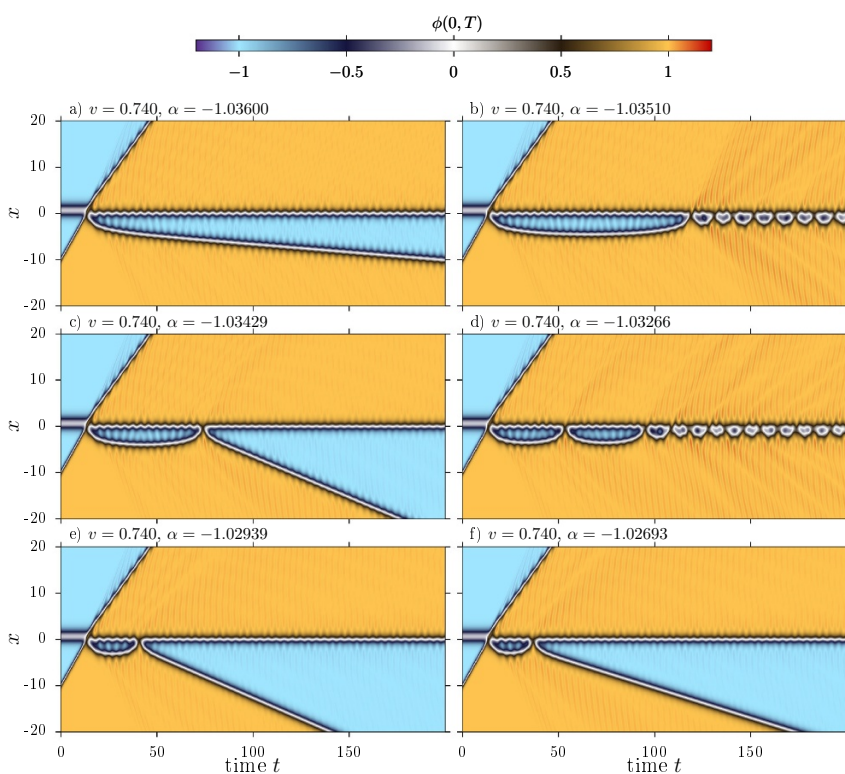 ϕ(0, T)
−1 −0.5 0 0.5 1
a) v = 0.740, α = −1.03600 b) v = 0.740, α = −1.03510
20
10
x 0
-10
-20
c) v = 0.740, α = −1.03429 d) v = 0.740, α = −1.03266
20
10
x 0
-10
-20
e) v = 0.740, α = −1.02939 f) v = 0.740, α = −1.02693
20
10
x 0
-10
-20
0 50 100 150 0 50 100 150
time t time t